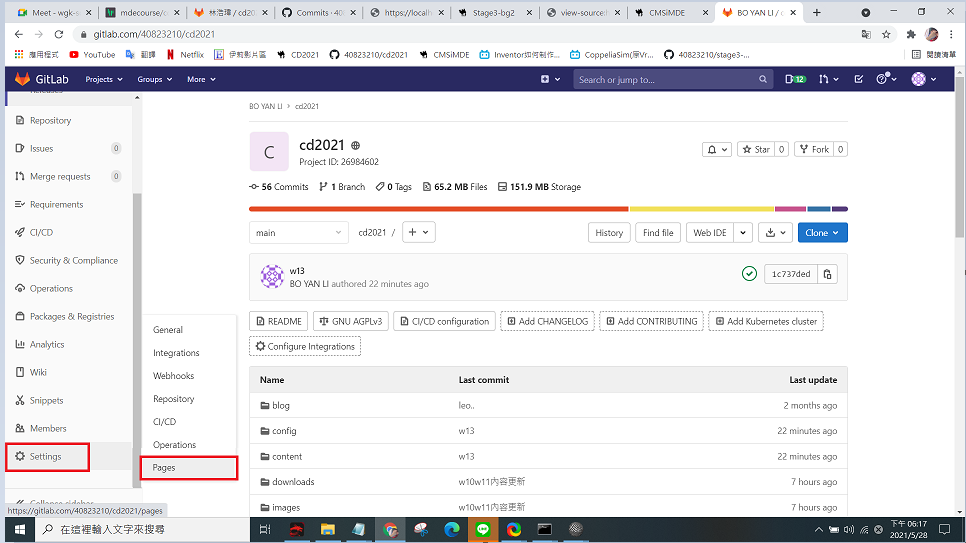 Meet - wgk-s
mdecourse/c
林浩瑋 / cd20
Commits · 40
https://localh
Stage3-bg2
view-source:h
CMSiMDE
BO YAN LI / c
gitlab.com/40823210/cd2021
應用程式
YouTube
翻譯
Netflix
伊莉影片區
CD2021
40823210/cd2021
CMSiMDE
Inventor如何制作...
CoppeliaSim(原Vr...
40823210/stage3-...
閱讀清單
GitLab
Projects
Groups
More
Search or jump to...
12
Releases
Repository
Issues 0
Merge requests 0
Requirements
CI/CD
Security & Compliance
Operations
Packages & Registries
Analytics
Wiki
Snippets
Members
Settings
Collapse sidebar
General
Integrations
Webhooks
Repository
CI/CD
Operations
Pages
BO YAN LI > cd2021
C
cd2021
Project ID: 26984602
Star 0
Fork 0
56 Commits
1 Branch
0 Tags
65.2 MB Files
151.9 MB Storage
main
cd2021 /
+
History
Find file
Web IDE
Clone
w13
BO YAN LI authored 22 minutes ago
1c737ded
README
GNU AGPLv3
CI/CD configuration
Add CHANGELOG
Add CONTRIBUTING
Add Kubernetes cluster
Configure Integrations
Name Last commit Last update
blog leo.. 2 months ago
config w13 22 minutes ago
content w13 22 minutes ago
downloads w10w11內容更新 7 hours ago
images w10w11內容更新 7 hours ago
https://gitlab.com/40823210/cd2021/pages
在這裡輸入文字來搜尋
下午 06:17
2021/5/28